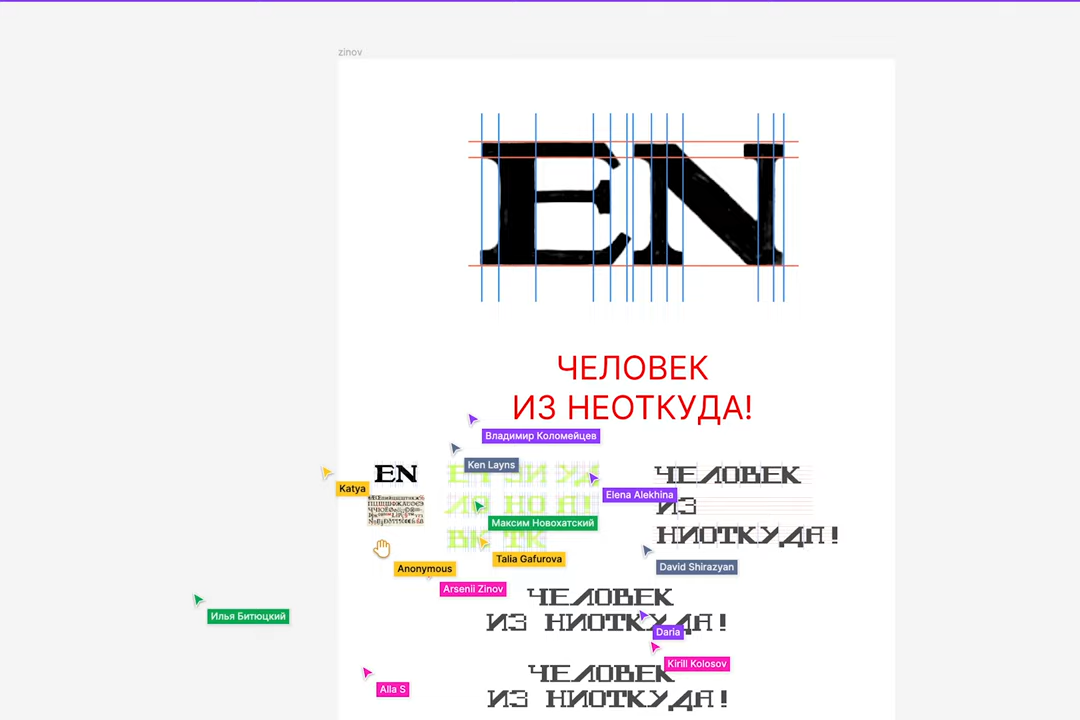 zinov
EN
ЧЕЛОВЕК
ИЗ НЕОТКУДА!
Владимир Коломейцев
Ken Layns
Katya
EN
Elena Alekhina
Максим Новохатский
Talia Gafurova
Anonymous
ЧЕЛОВЕК
ИЗ
НИОТКУДА!
David Shirazyan
Arsenii Zinov
ЧЕЛОВЕК
ИЗ НИОТКУДА!
Илья Битюцкий
Daria
Kirill Kolosov
ЧЕЛОВЕК
ИЗ НИОТКУДА!
Alla S